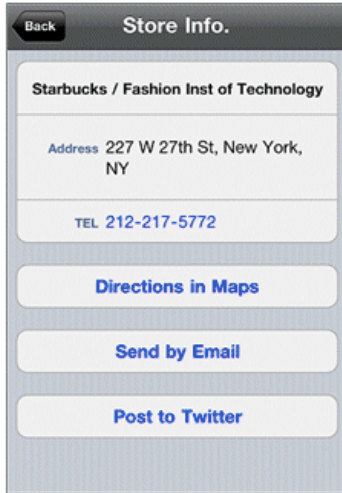 Back
Store Info.
Starbucks / Fashion Inst of Technology
Address 227 W 27th St, New York,
NY
TEL 212-217-5772
Directions in Maps
Send by Email
Post to Twitter